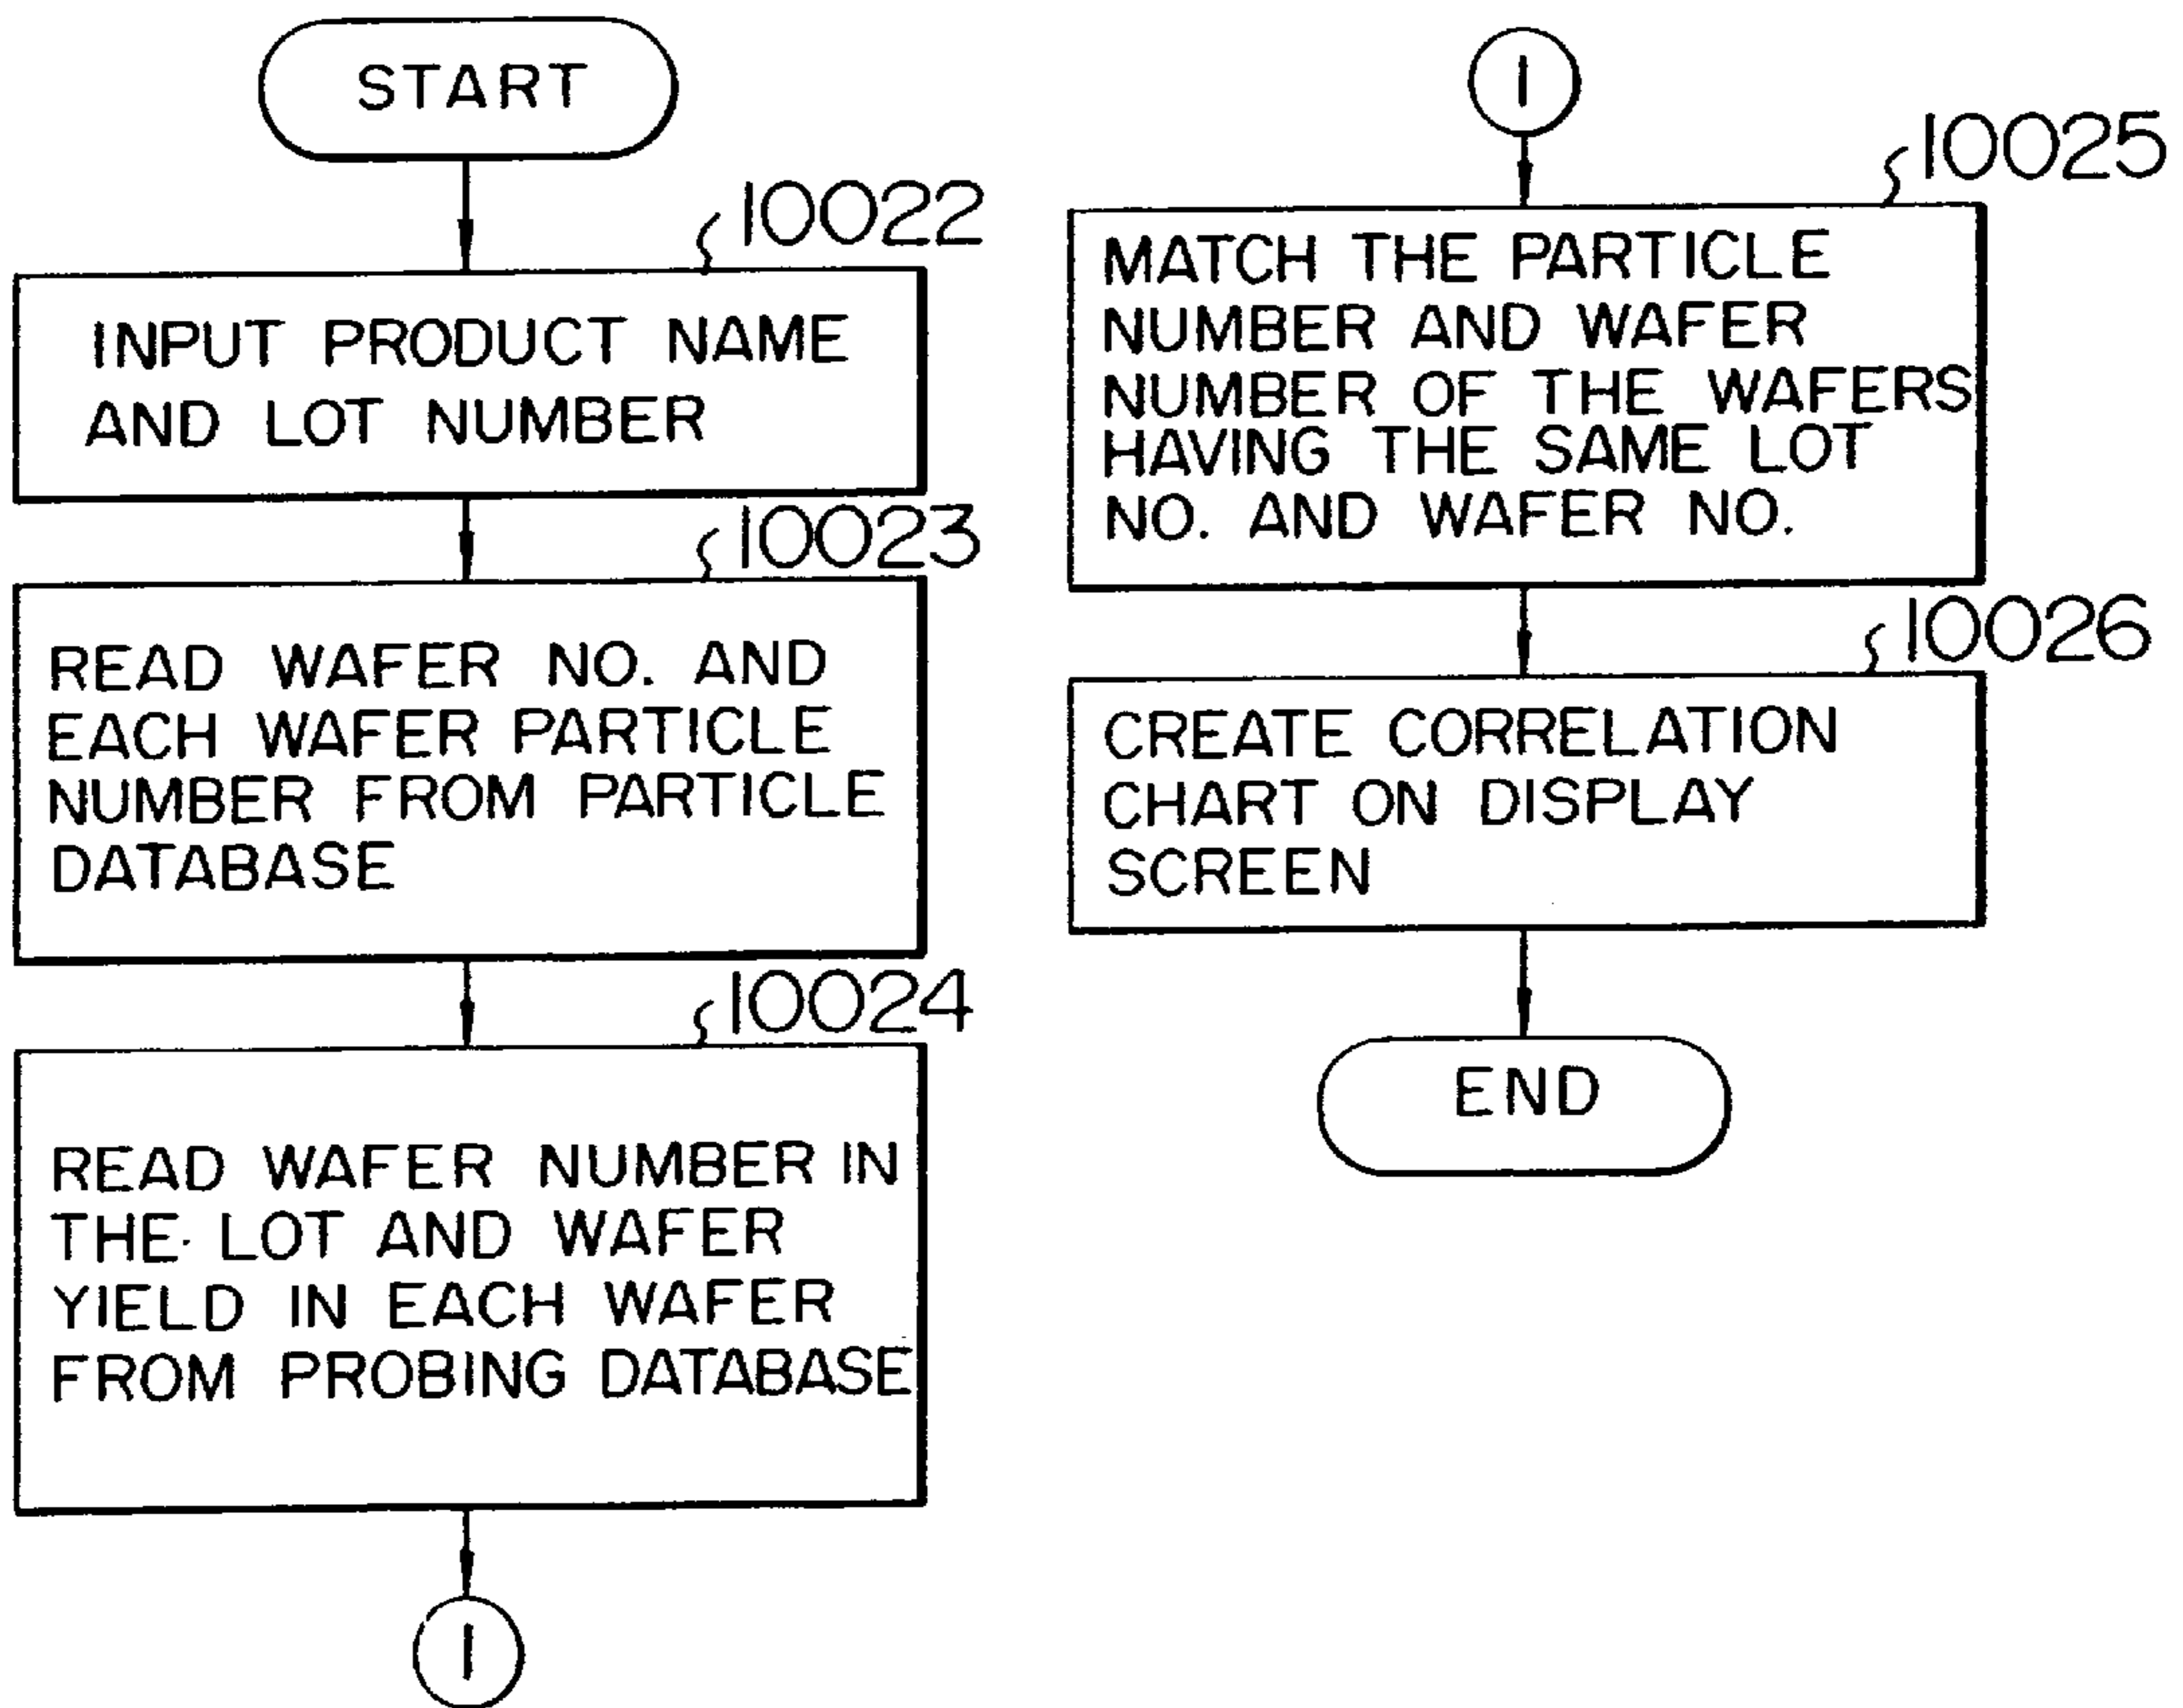 START
10022
INPUT PRODUCT NAME
AND LOT NUMBER
10023
READ WAFER NO. AND
EACH WAFER PARTICLE
NUMBER FROM PARTICLE
DATABASE
10024
READ WAFER NUMBER IN
THE LOT AND WAFER
YIELD IN EACH WAFER
FROM PROBING DATABASE
1
1
10025
MATCH THE PARTICLE
NUMBER AND WAFER
NUMBER OF THE WAFERS
HAVING THE SAME LOT
NO. AND WAFER NO.
10026
CREATE CORRELATION
CHART ON DISPLAY
SCREEN
END